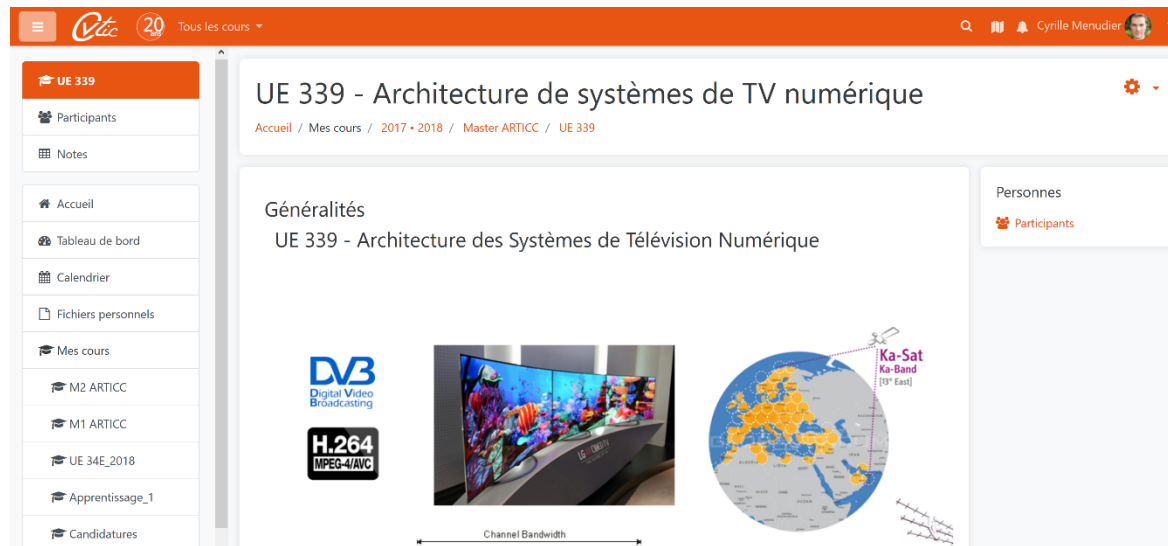 Cvtic
20
ans
Tous les cours
Cyrille Menudier
UE 339
Participants
Notes
Accueil
Tableau de bord
Calendrier
Fichiers personnels
Mes cours
M2 ARTICC
M1 ARTICC
UE 34E_2018
Apprentissage_1
Candidatures
UE 339 - Architecture de systèmes de TV numérique
Accueil / Mes cours / 2017 • 2018 / Master ARTICC / UE 339
Généralités
UE 339 - Architecture des Systèmes de Télévision Numérique
DVB
Digital Video
Broadcasting
H.264
MPEG-4/AVC
Ka-Sat
Ka-Band
[13° East]
Channel Bandwidth
Personnes
Participants